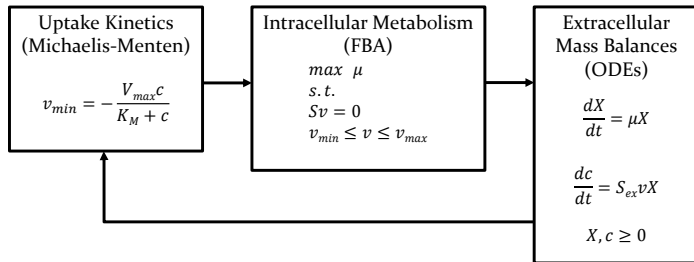 Uptake Kinetics
(Michaelis-Menten)
v_min = − V_max c / (K_M + c)
Intracellular Metabolism
(FBA)
max μ
s.t.
Sv = 0
v_min ≤ v ≤ v_max
Extracellular
Mass Balances
(ODEs)
dX/dt = μX
dc/dt = S_ex vX
X, c ≥ 0